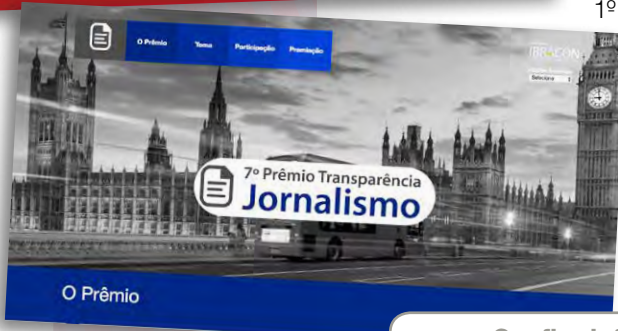 1º
O Prêmio Tema Participação Premiação
IBRACON
Selecione
7º Prêmio Transparência
Jornalismo
O Prêmio